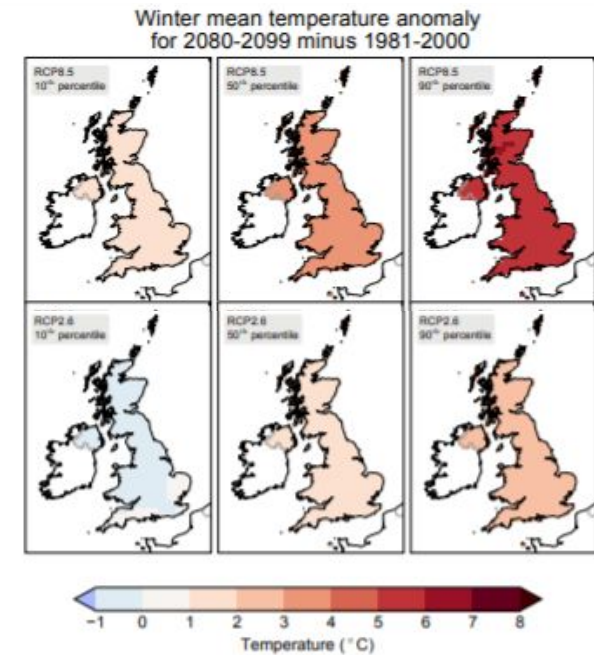 Winter mean temperature anomaly
for 2080-2099 minus 1981-2000
RCP8.5
10ᵗʰ percentile
RCP8.5
50ᵗʰ percentile
RCP8.5
90ᵗʰ percentile
RCP2.6
10ᵗʰ percentile
RCP2.6
50ᵗʰ percentile
RCP2.6
90ᵗʰ percentile
−1 0 1 2 3 4 5 6 7 8
Temperature (°C)